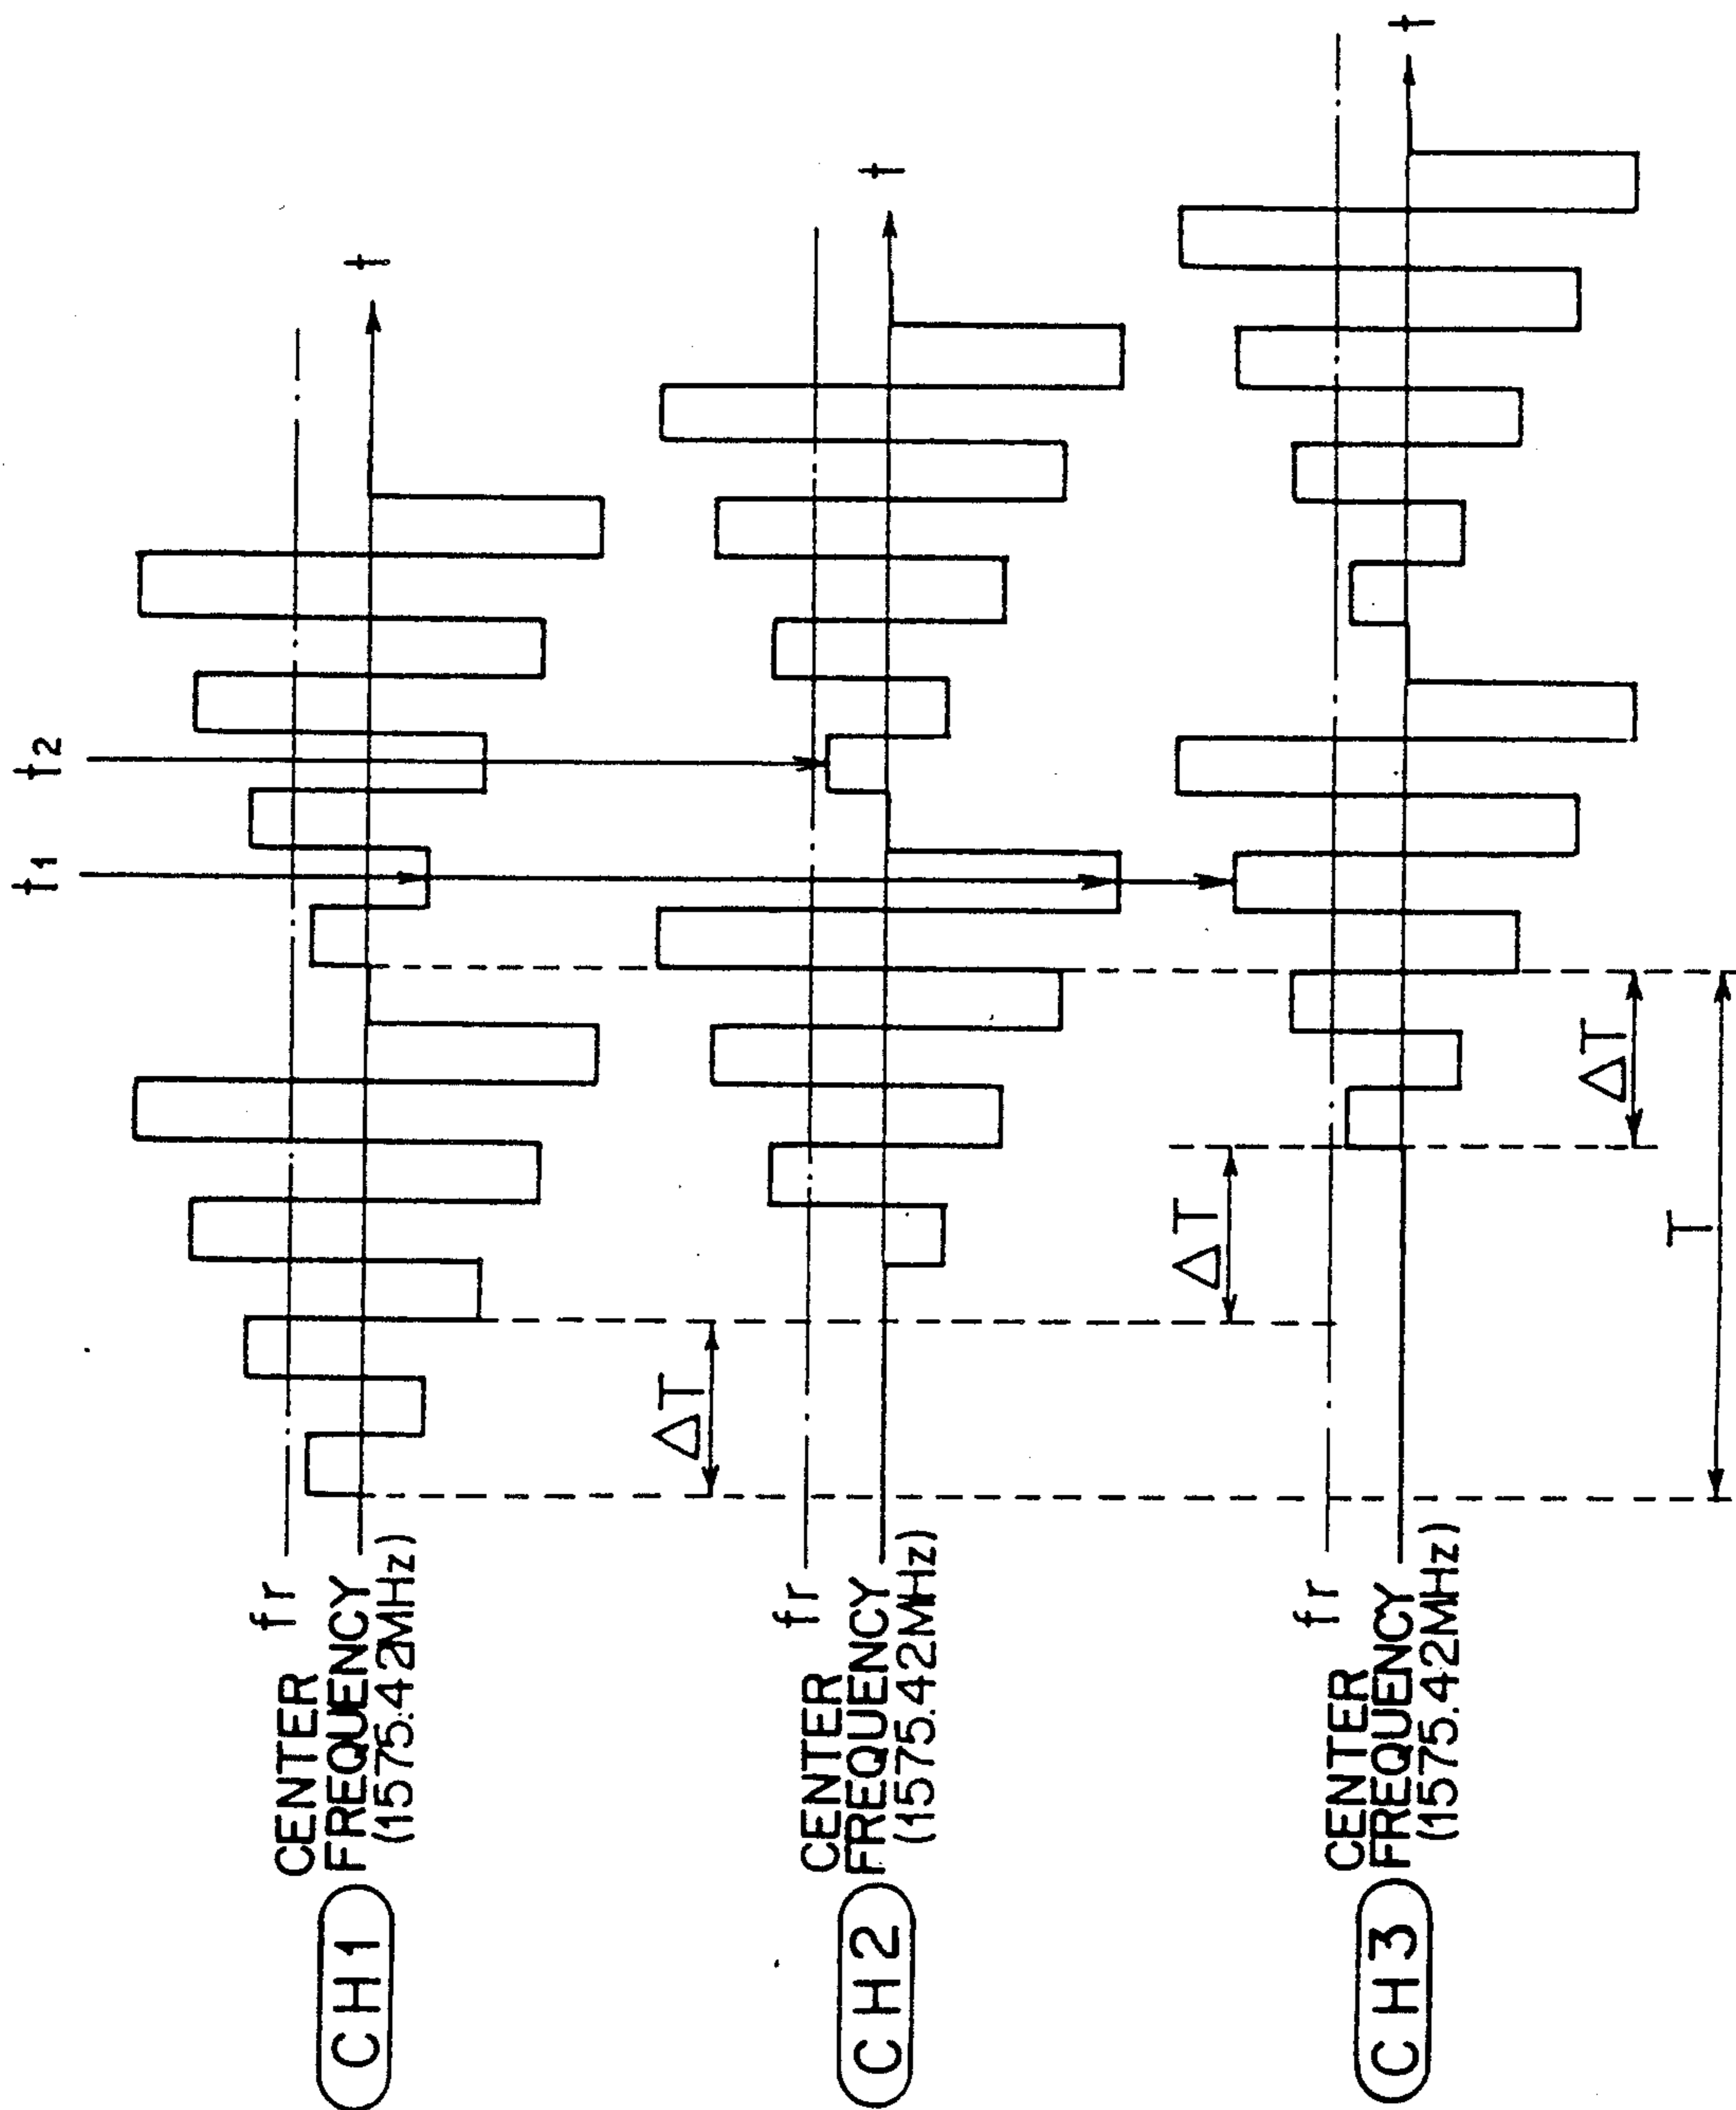 t1
t2
CH1
CENTER
FREQUENCY
(1575.42MHz)
fr
t
ΔT
CH2
CENTER
FREQUENCY
(1575.42MHz)
fr
t
ΔT
CH3
CENTER
FREQUENCY
(1575.42MHz)
fr
t
ΔT
T